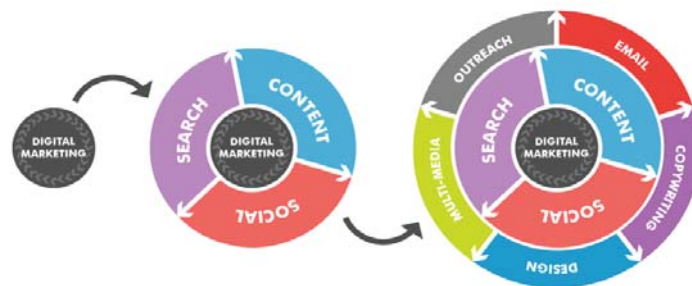 DIGITAL
MARKETING
SEARCH
CONTENT
SOCIAL
DIGITAL
MARKETING
OUTREACH
EMAIL
COPYWRITING
DESIGN
MULTI-MEDIA
SEARCH
CONTENT
SOCIAL
DIGITAL
MARKETING